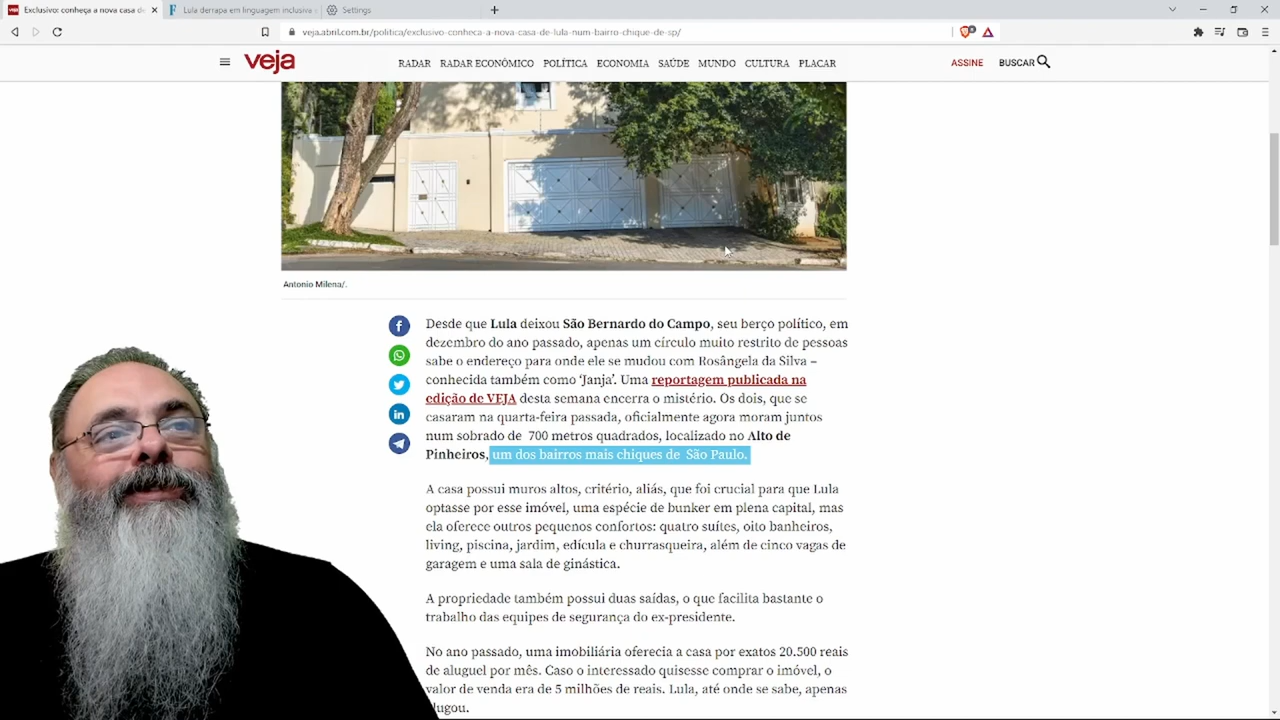 Exclusivo: conheça a nova casa de
Lula derrapa em linguagem inclusiva
Settings
veja.abril.com.br/politica/exclusivo-conheca-a-nova-casa-de-lula-num-bairro-chique-de-sp/
veja
RADAR RADAR ECONÔMICO POLÍTICA ECONOMIA SAÚDE MUNDO CULTURA PLACAR
ASSINE BUSCAR
Antonio Milena/.
Desde que Lula deixou São Bernardo do Campo, seu berço político, em
dezembro do ano passado, apenas um círculo muito restrito de pessoas
sabe o endereço para onde ele se mudou com Rosângela da Silva –
conhecida também como ‘Janja’. Uma reportagem publicada na
edição de VEJA desta semana encerra o mistério. Os dois, que se
casaram na quarta-feira passada, oficialmente agora moram juntos
num sobrado de 700 metros quadrados, localizado no Alto de
Pinheiros, um dos bairros mais chiques de São Paulo.
A casa possui muros altos, critério, aliás, que foi crucial para que Lula
optasse por esse imóvel, uma espécie de bunker em plena capital, mas
ela oferece outros pequenos confortos: quatro suítes, oito banheiros,
living, piscina, jardim, edícula e churrasqueira, além de cinco vagas de
garagem e uma sala de ginástica.
A propriedade também possui duas saídas, o que facilita bastante o
trabalho das equipes de segurança do ex-presidente.
No ano passado, uma imobiliária oferecia a casa por exatos 20.500 reais
de aluguel por mês. Caso o interessado quisesse comprar o imóvel, o
valor de venda era de 5 milhões de reais. Lula, até onde se sabe, apenas
lugou.